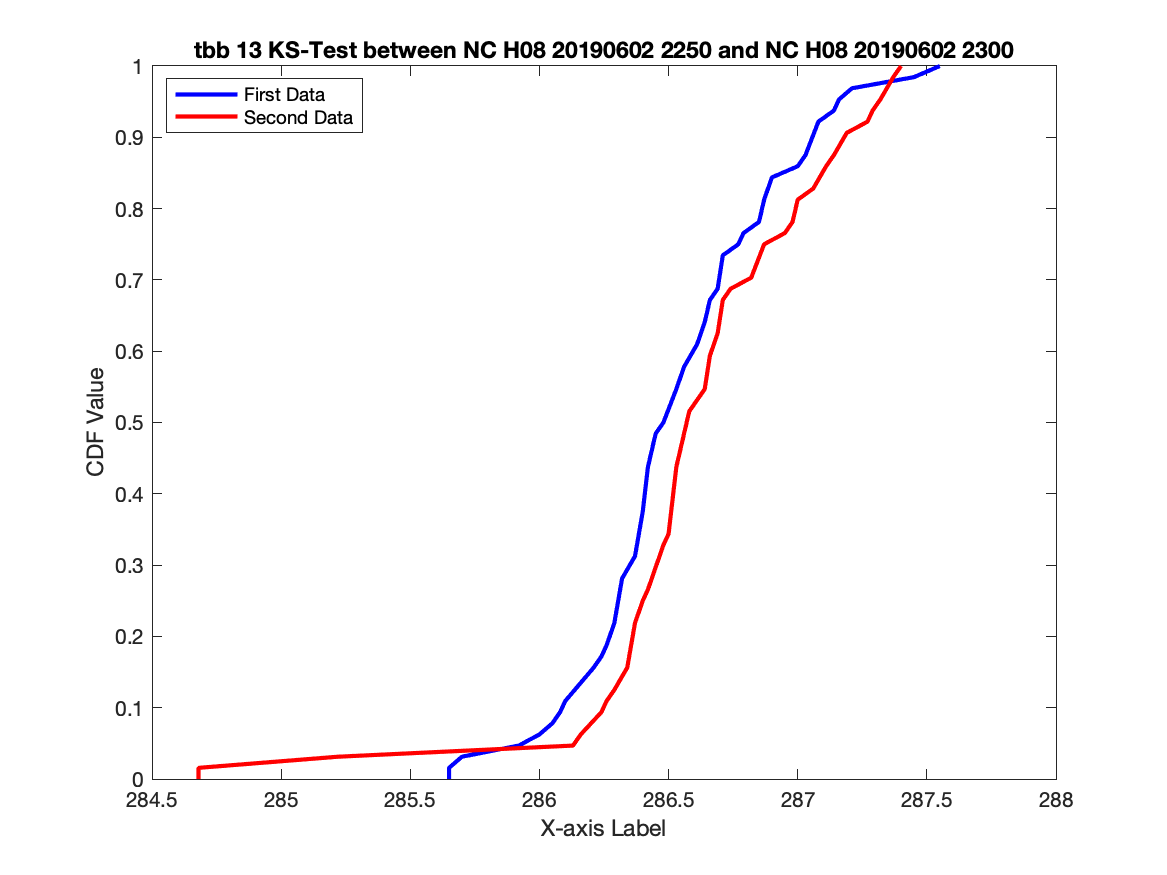 tbb 13 KS-Test between NC H08 20190602 2250 and NC H08 20190602 2300
First Data
Second Data
1
0.9
0.8
0.7
0.6
0.5
0.4
0.3
0.2
0.1
0
CDF Value
284.5 285 285.5 286 286.5 287 287.5 288
X-axis Label